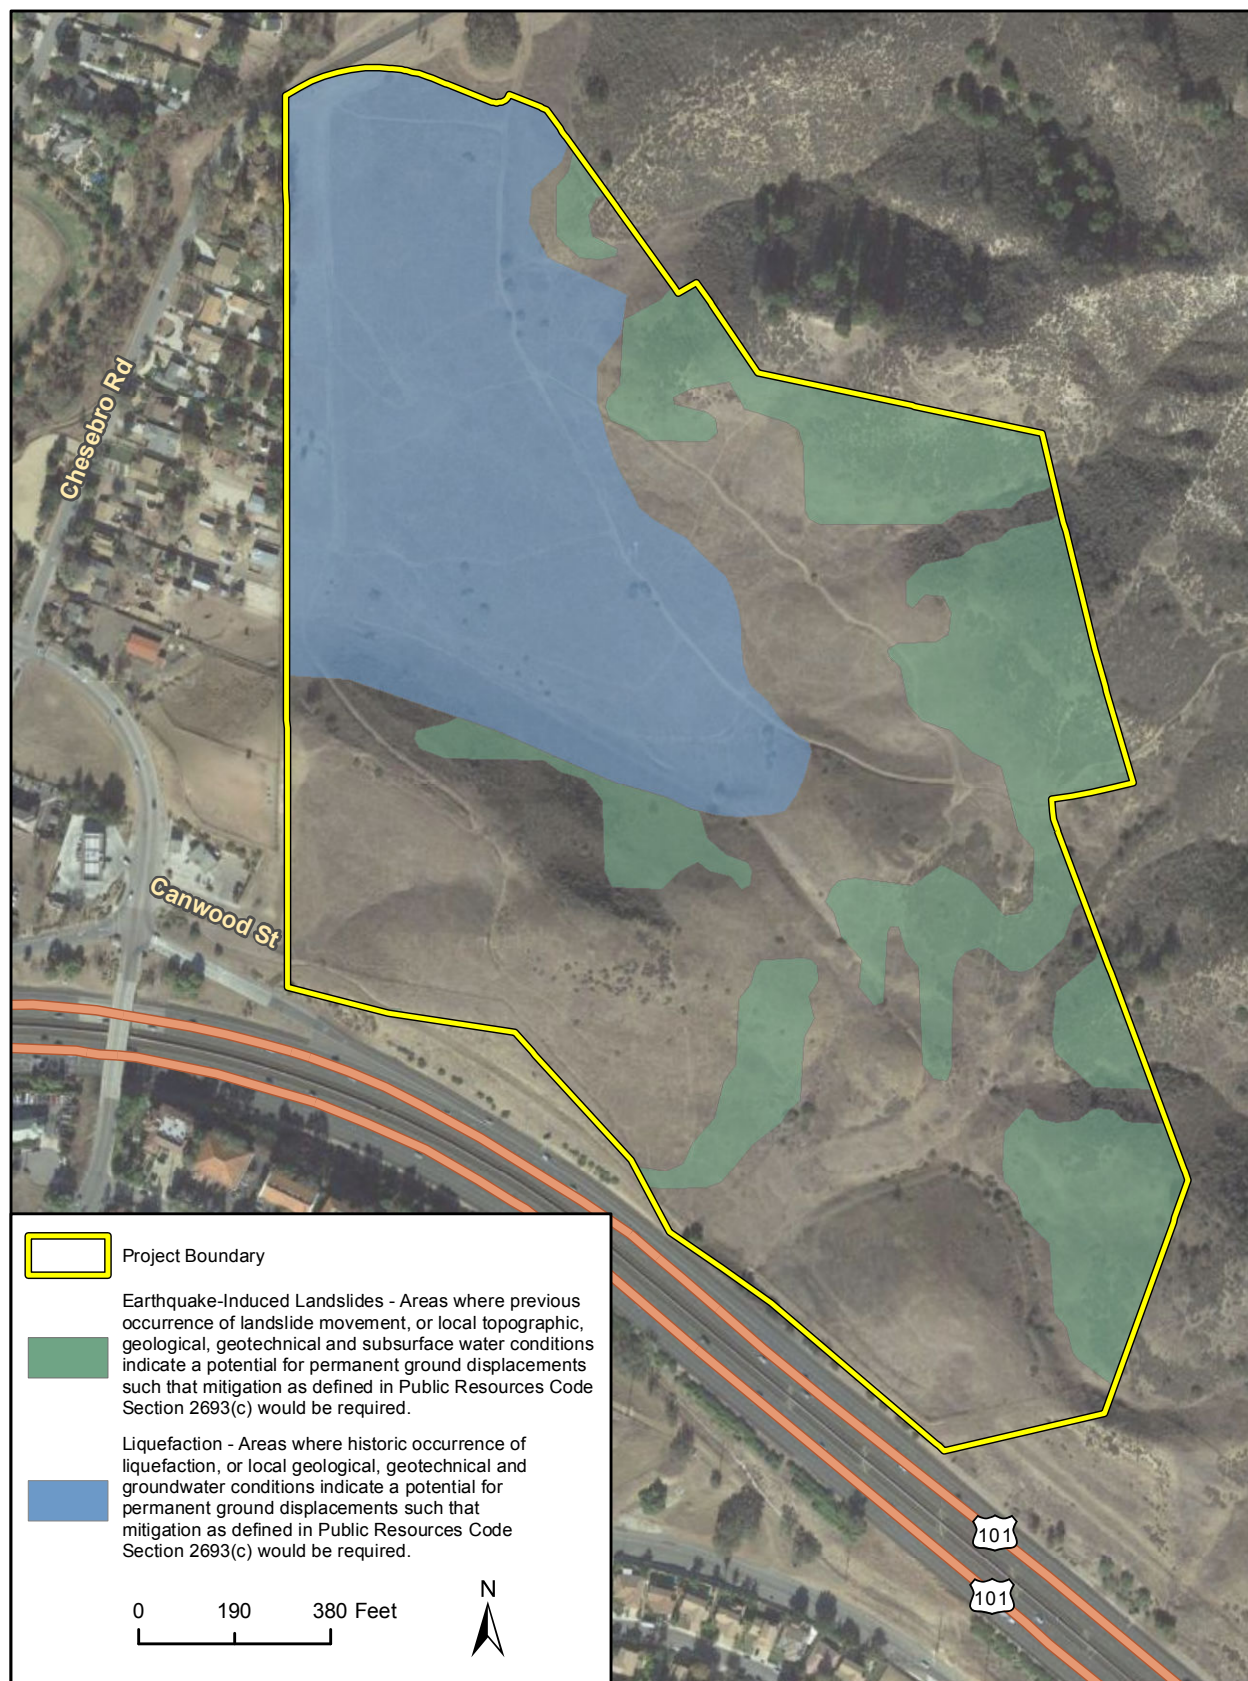 Chesebro Rd
Canwood St
Project Boundary
Earthquake-Induced Landslides - Areas where previous
occurrence of landslide movement, or local topographic,
geological, geotechnical and subsurface water conditions
indicate a potential for permanent ground displacements
such that mitigation as defined in Public Resources Code
Section 2693(c) would be required.
Liquefaction - Areas where historic occurrence of
liquefaction, or local geological, geotechnical and
groundwater conditions indicate a potential for
permanent ground displacements such that
mitigation as defined in Public Resources Code
Section 2693(c) would be required.
N
0 190 380 Feet
101
101